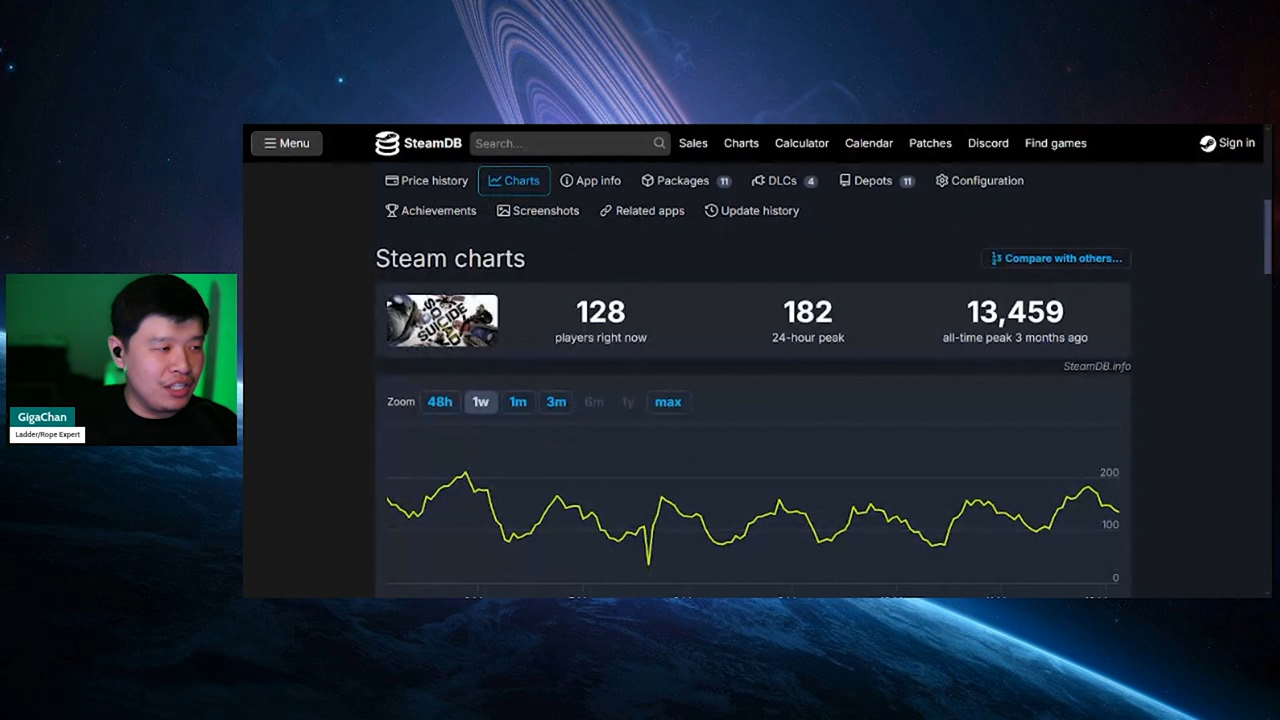 Menu
SteamDB
Search...
Sales
Charts
Calculator
Calendar
Patches
Discord
Find games
Sign in
Price history
Charts
App info
Packages 11
DLCs 4
Depots 11
Configuration
Achievements
Screenshots
Related apps
Update history
Steam charts
Compare with others...
SUICIDE
128
players right now
182
24-hour peak
13,459
all-time peak 3 months ago
SteamDB.info
Zoom 48h 1w 1m 3m 6m 1y max
200
100
0
GigaChan
Ladder/Rope Expert